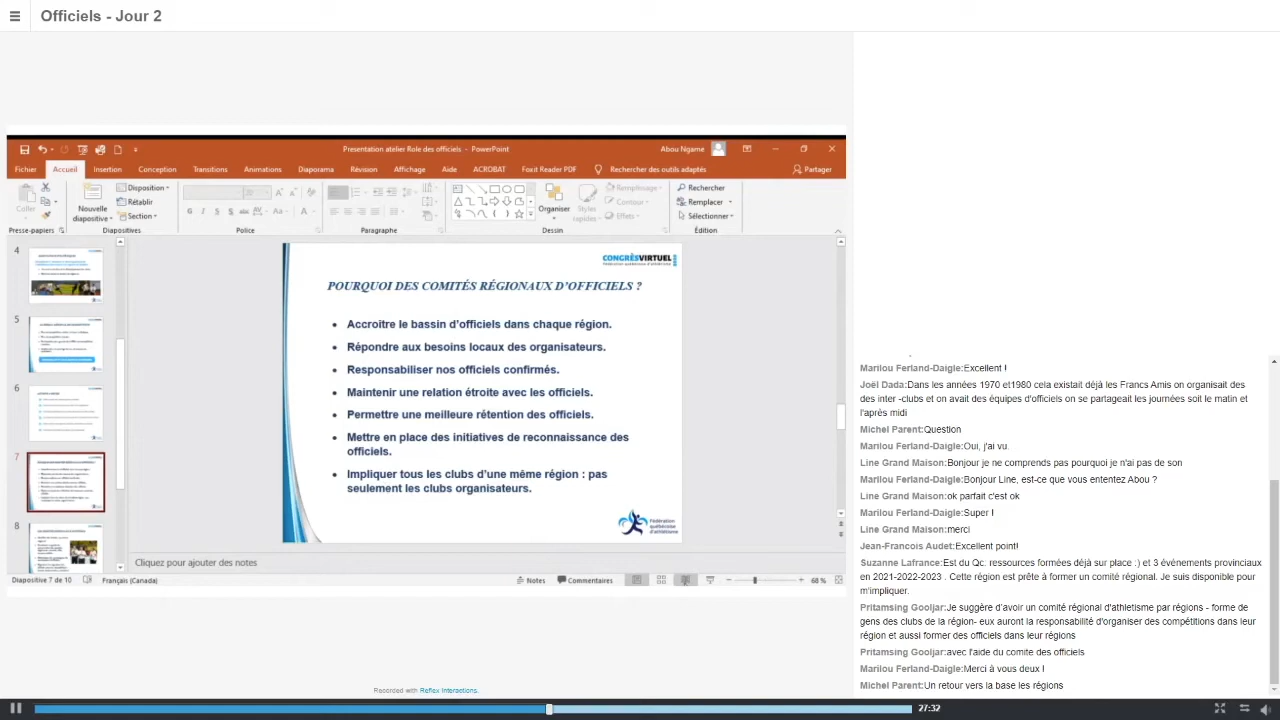 Officiels - Jour 2
Presentation atelier Role des officiels - PowerPoint
Abou Ngame
Fichier
Accueil
Insertion
Conception
Transitions
Animations
Diaporama
Révision
Affichage
Aide
ACROBAT
Foxit Reader PDF
Rechercher des outils adaptés
Partager
Coller
Nouvelle
diapositive
Disposition
Rétablir
Section
Organiser
Styles
rapides
Remplissage
Contour
Effets
Rechercher
Remplacer
Sélectionner
Presse-papiers
Diapositives
Police
Paragraphe
Dessin
Édition
4
5
6
7
8
CONGRÈSVIRTUEL
POURQUOI DES COMITÉS RÉGIONAUX D'OFFICIELS ?
• Accroître le bassin d'officiels dans chaque région.
• Répondre aux besoins locaux des organisateurs.
• Responsabiliser nos officiels confirmés.
• Maintenir une relation étroite avec les officiels.
• Permettre une meilleure rétention des officiels.
• Mettre en place des initiatives de reconnaissance des
officiels.
• Impliquer tous les clubs d'une même région : pas
seulement les clubs organisateurs.
Fédération
québécoise
d'athlétisme
Cliquez pour ajouter des notes
Diapositive 7 de 10
Français (Canada)
Notes
Commentaires
68 %
Marilou Ferland-Daigle:Excellent !
Joël Dada:Dans les années 1970 et1980 cela existait déjà les Francs Amis on organisait des
des inter -clubs et on avait des équipes d'officiels on se partageait les journées soit le matin et
l'après midi
Michel Parent:Question
Marilou Ferland-Daigle:Oui, j'ai vu.
Line Grand Maison:Bonjour je ne comprends pas pourquoi je n'ai pas de son
Marilou Ferland-Daigle:Bonjour Line, est-ce que vous ententez Abou ?
Line Grand Maison:ok parfait c'est ok
Marilou Ferland-Daigle:Super !
Line Grand Maison:merci
Jean-Francois Audet:Excellent point!
Suzanne Lafrance:Est du Qc: ressources formées déjà sur place :) et 3 événements provinciaux
en 2021-2022-2023 . Cette région est prête à former un comité régional. Je suis disponible pour
m'impliquer.
Pritamsing Gooljar:Je suggère d'avoir un comité régional d'athletisme par régions - forme de
gens des clubs de la région- eux auront la responsabilité d'organiser des compétitions dans leur
région et aussi former des officiels dans leur régions
Pritamsing Gooljar:avec l'aide du comite des officiels
Marilou Ferland-Daigle:Merci à vous deux !
Michel Parent:Un retour vers la base les régions
Recorded with Reflex Interactions.
27:32